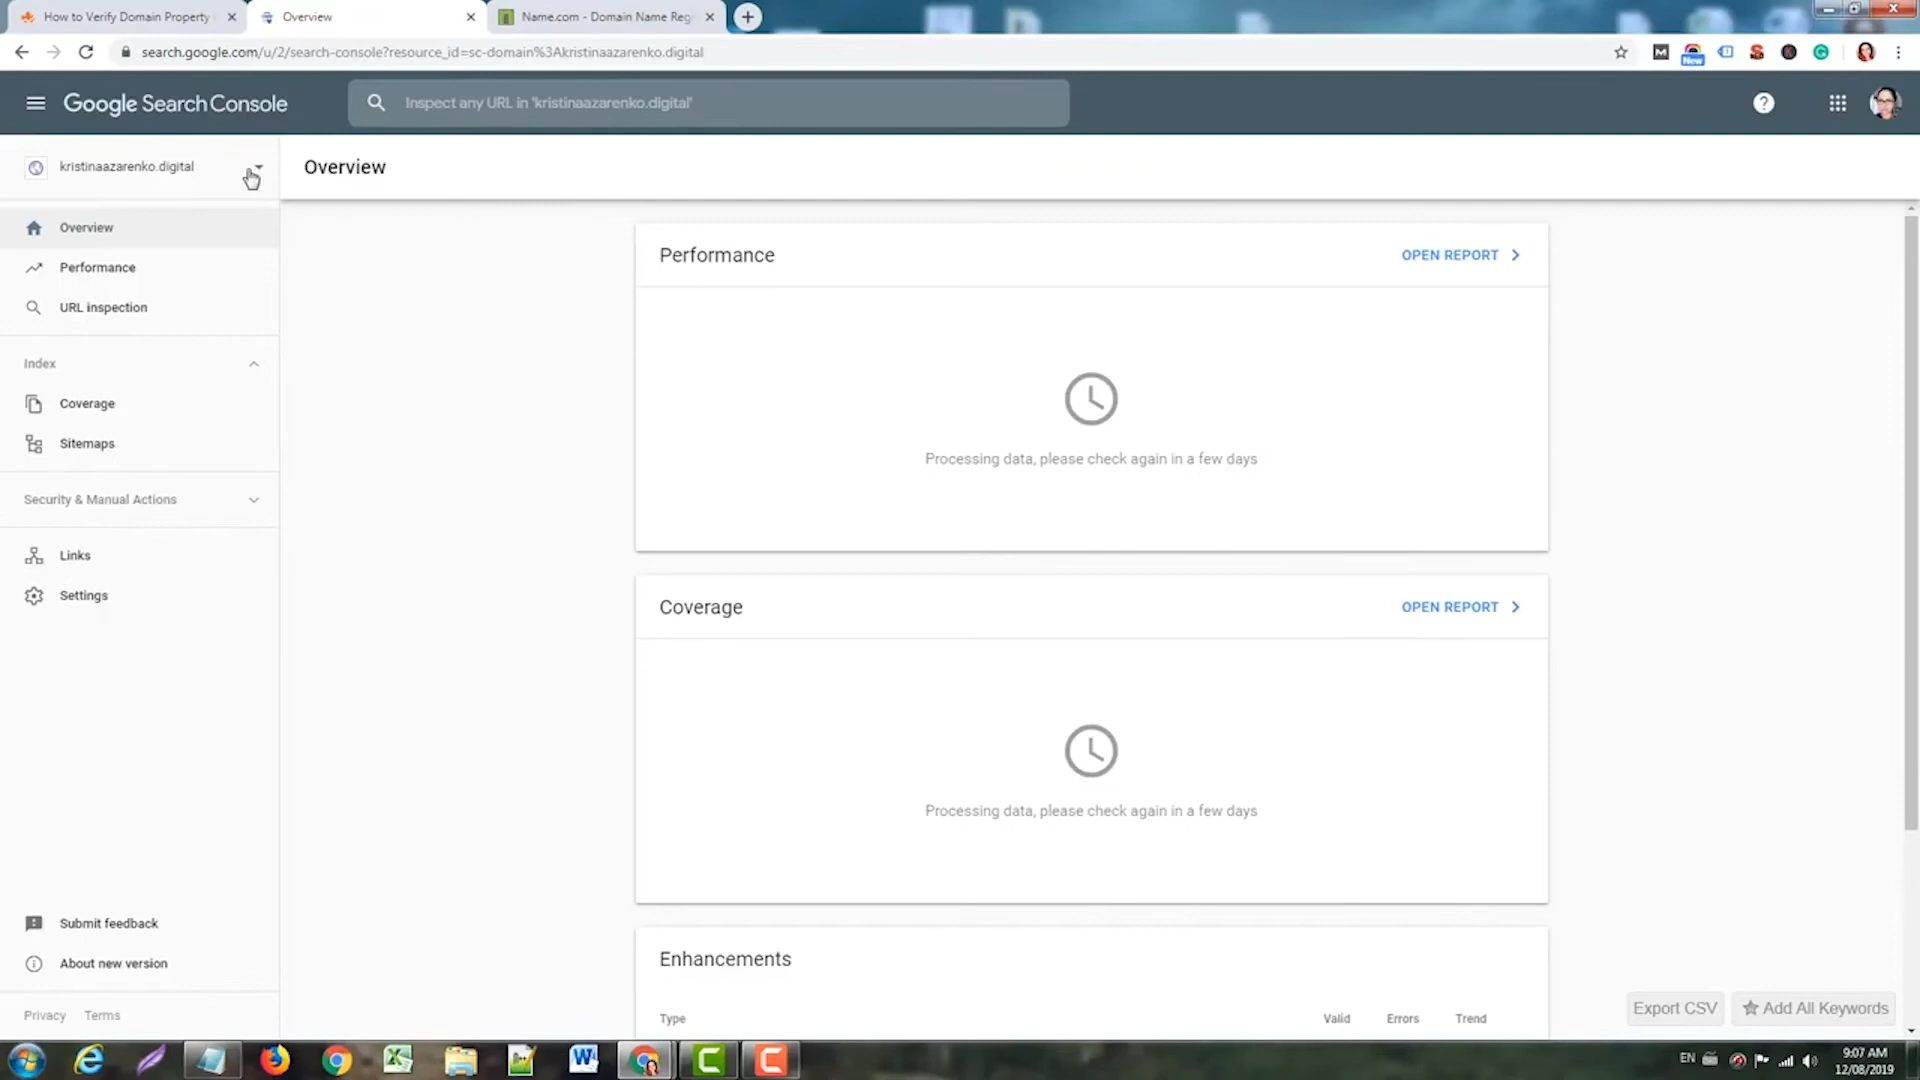 How to Verify Domain Property
Overview
Name.com - Domain Name Reg
search.google.com/u/2/search-console?resource_id=sc-domain%3Akristinaazarenko.digital
New
Google Search Console
Inspect any URL in 'kristinaazarenko.digital'
kristinaazarenko.digital
Overview
Overview
Performance
URL inspection
Index
Coverage
Sitemaps
Security & Manual Actions
Links
Settings
Submit feedback
About new version
Privacy Terms
Performance
OPEN REPORT
Processing data, please check again in a few days
Coverage
OPEN REPORT
Processing data, please check again in a few days
Enhancements
Type Valid Errors Trend
Export CSV
Add All Keywords
EN
9:07 AM
12/08/2019